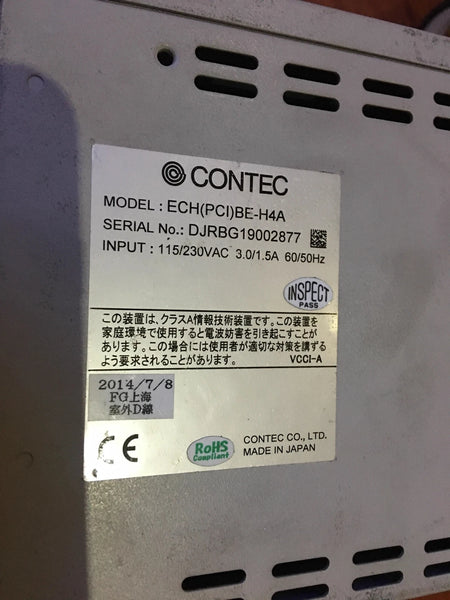 CONTEC
MODEL : ECH(PCI)BE-H4A
SERIAL No.: DJRBG19002877
INPUT : 115/230VAC 3.0/1.5A 60/50Hz
INSPECT
PASS
この装置は、クラスA情報技術装置です。この装置を
家庭環境で使用すると電波妨害を引き起こすことが
あります。この場合には使用者が適切な対策を講ずる
よう要求されることがあります。 VCCI-A
2014/7/8
FG上海
室外D線
CE
RoHS
Compliant
CONTEC CO., LTD.
MADE IN JAPAN